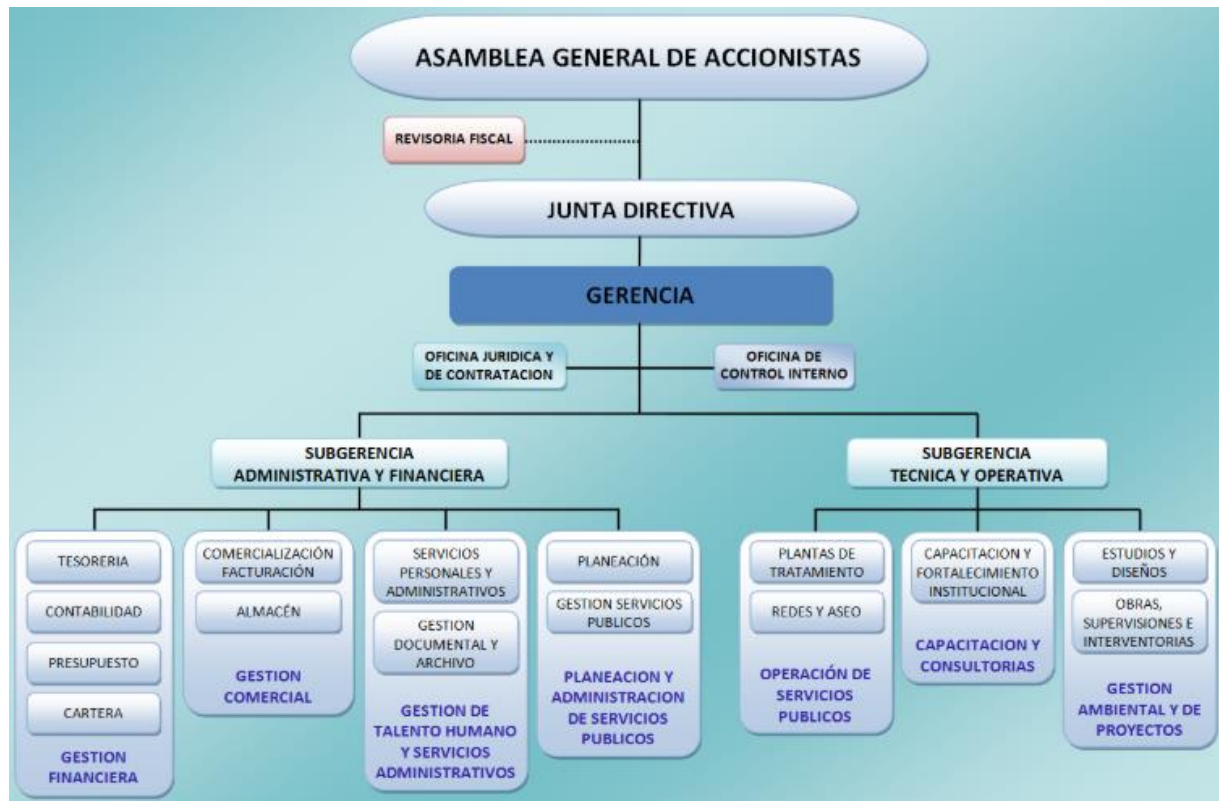 ASAMBLEA GENERAL DE ACCIONISTAS
REVISORIA FISCAL
JUNTA DIRECTIVA
GERENCIA
OFICINA JURIDICA Y
DE CONTRATACION
OFICINA DE
CONTROL INTERNO
SUBGERENCIA
ADMINISTRATIVA Y FINANCIERA
SUBGERENCIA
TECNICA Y OPERATIVA
TESORERIA
CONTABILIDAD
PRESUPUESTO
CARTERA
GESTION
FINANCIERA
COMERCIALIZACIÓN
FACTURACIÓN
ALMACÉN
GESTION
COMERCIAL
SERVICIOS
PERSONALES Y
ADMINISTRATIVOS
GESTION
DOCUMENTAL Y
ARCHIVO
GESTION DE
TALENTO HUMANO
Y SERVICIOS
ADMINISTRATIVOS
PLANEACIÓN
GESTION SERVICIOS
PUBLICOS
PLANEACION Y
ADMINISTRACION
DE SERVICIOS
PUBLICOS
PLANTAS DE
TRATAMIENTO
REDES Y ASEO
OPERACIÓN DE
SERVICIOS
PUBLICOS
CAPACITACION Y
FORTALECIMIENTO
INSTITUCIONAL
CAPACITACION Y
CONSULTORIAS
ESTUDIOS Y
DISEÑOS
OBRAS,
SUPERVISIONES E
INTERVENTORIAS
GESTION
AMBIENTAL Y DE
PROYECTOS